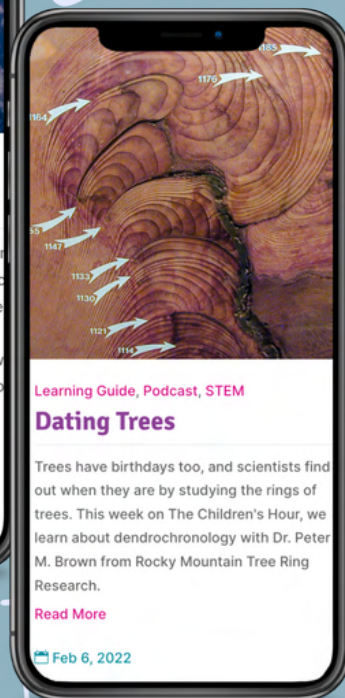 1185
1176
1164
1147
1133
1130
1121
1114
Learning Guide, Podcast, STEM
Dating Trees
Trees have birthdays too, and scientists find
out when they are by studying the rings of
trees. This week on The Children's Hour, we
learn about dendrochronology with Dr. Peter
M. Brown from Rocky Mountain Tree Ring
Research.
Read More
Feb 6, 2022